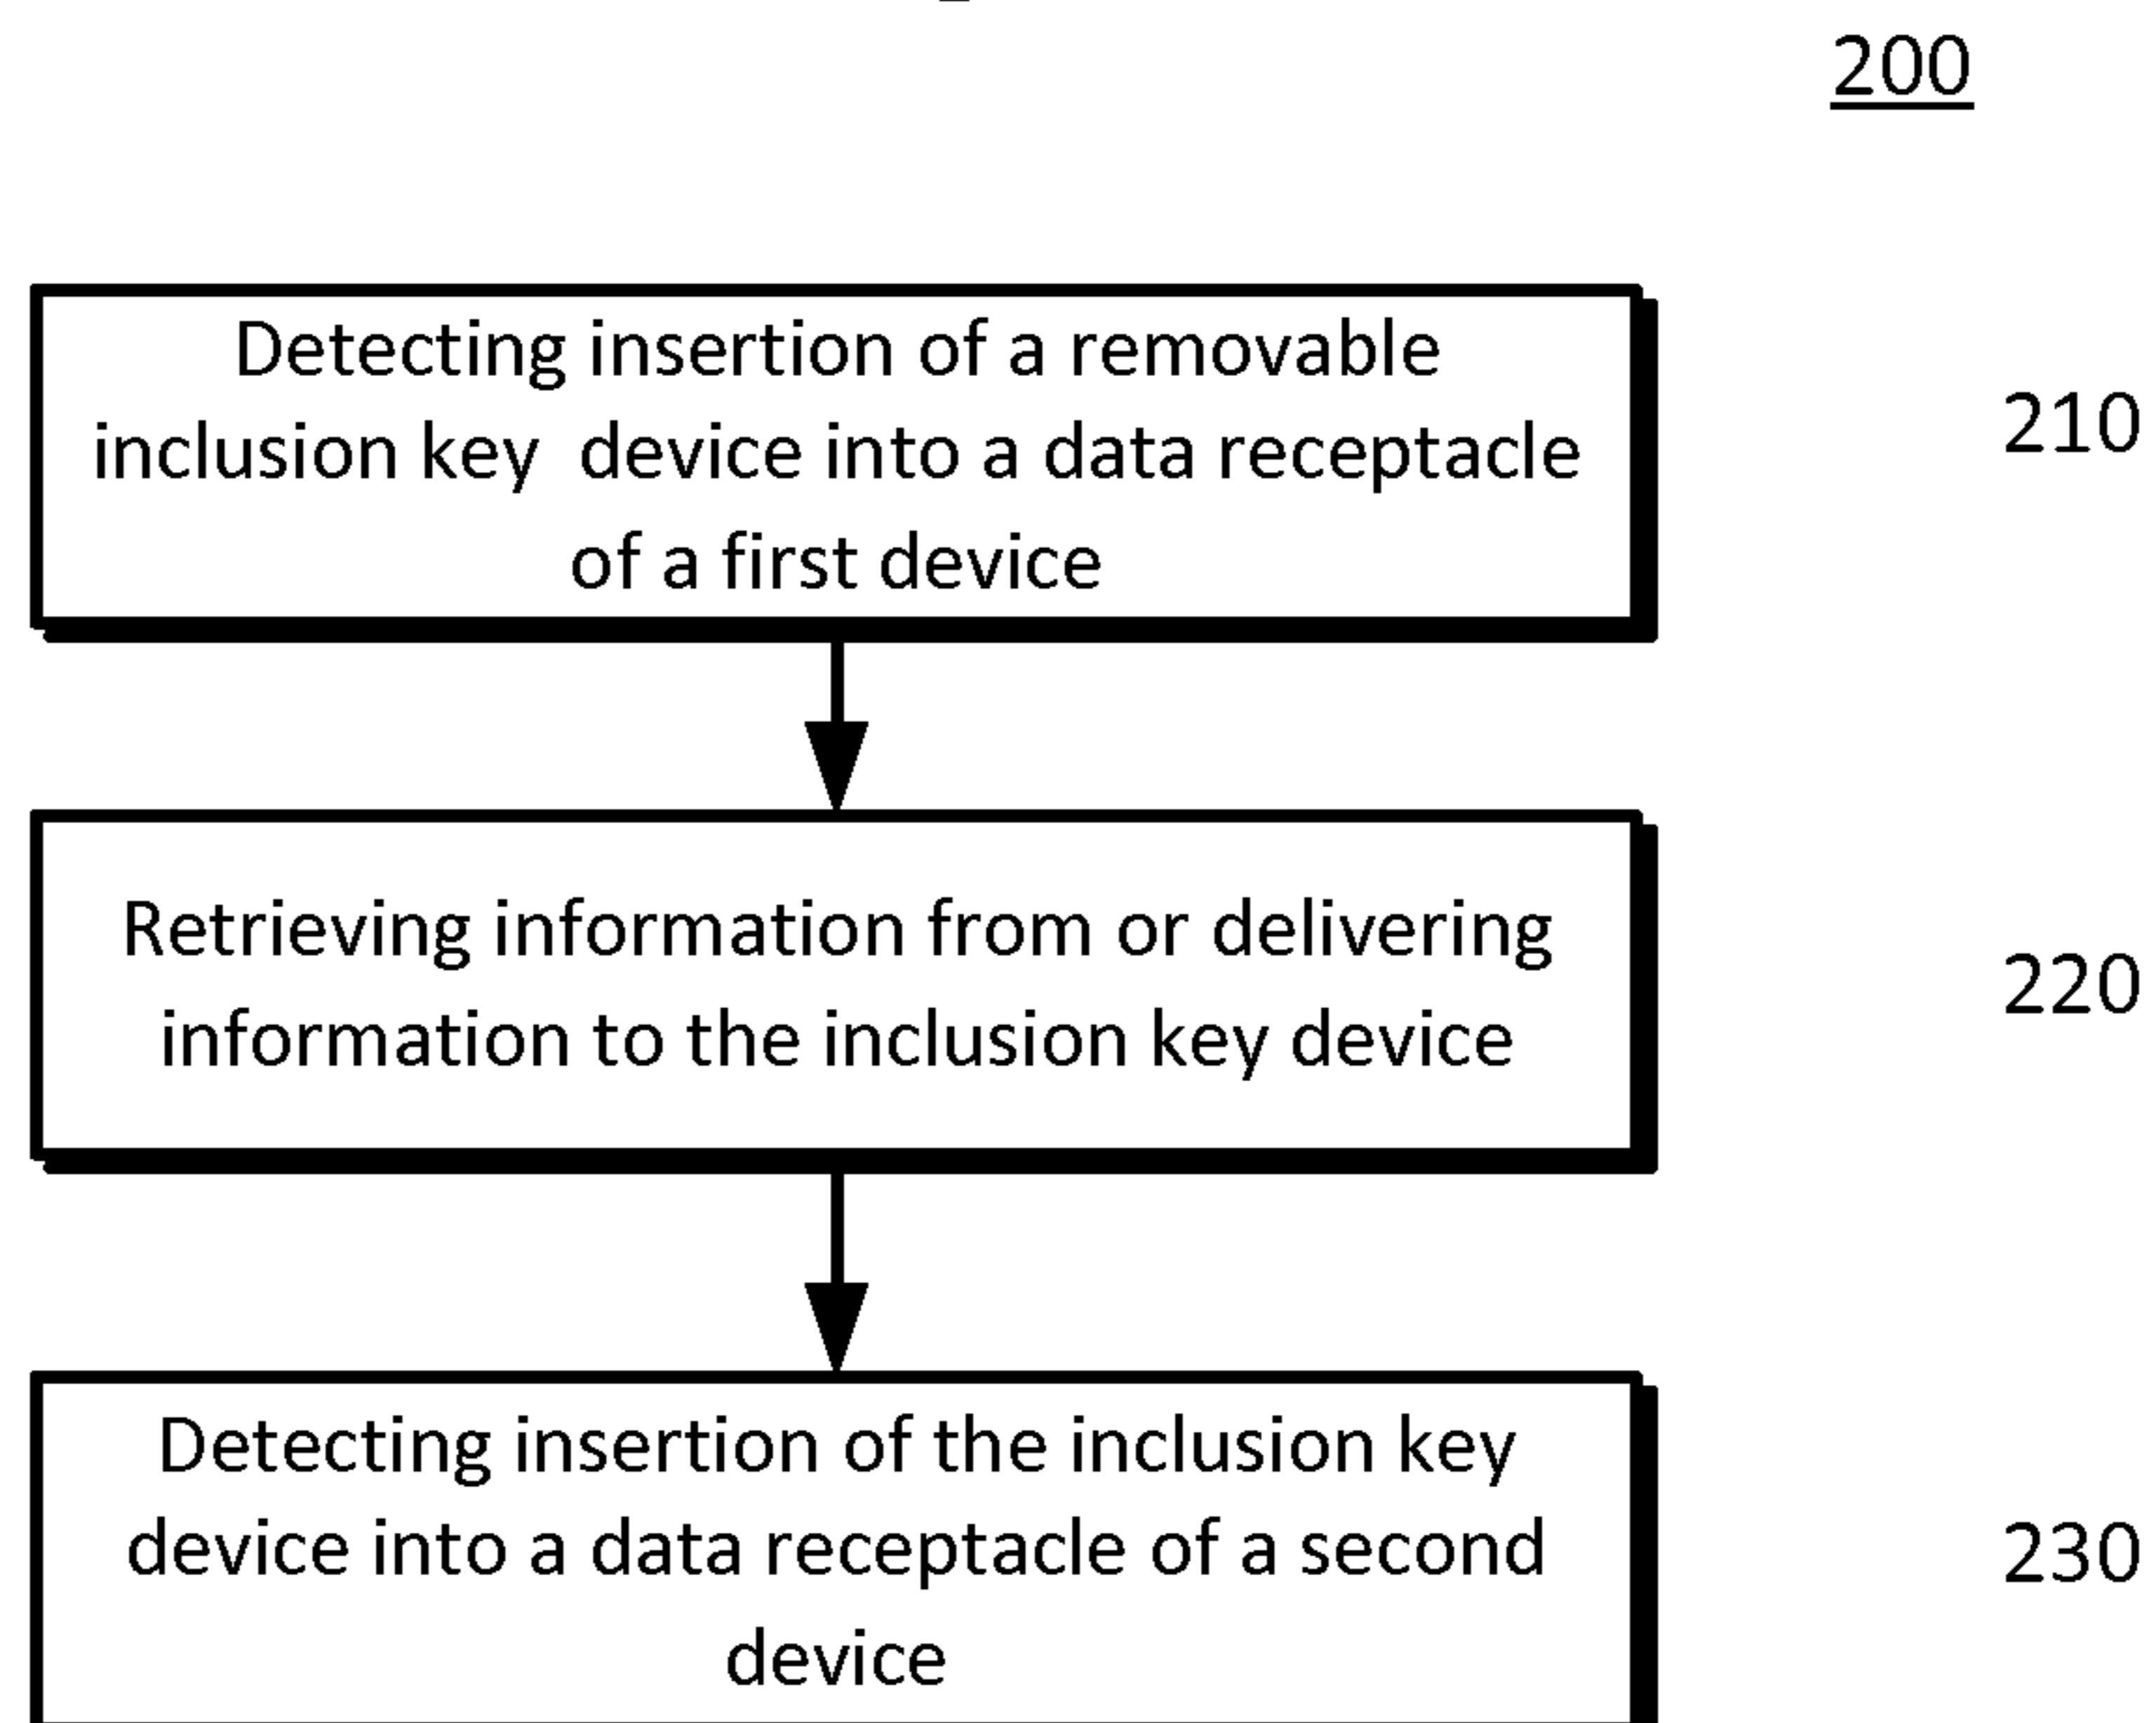 200
Detecting insertion of a removable
inclusion key device into a data receptacle
of a first device
210
Retrieving information from or delivering
information to the inclusion key device
220
Detecting insertion of the inclusion key
device into a data receptacle of a second
device
230